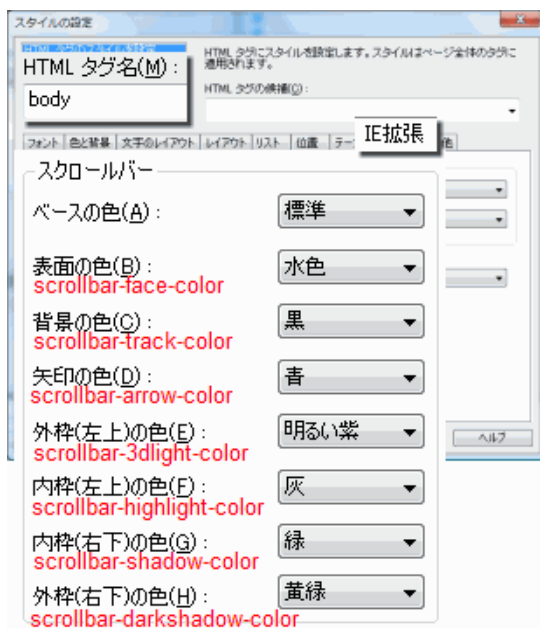 スタイルの設定
HTML タグにスタイルを設定します。スタイルはページ全体のタグに
適用されます。
HTML タグ名(M) :
body
HTML タグの候補(O):
フォント 色と背景 文字のレイアウト レイアウト リスト 位置 テー IE拡張 他
スクロールバー
ベースの色(A) : 標準
表面の色(B) : 水色
scrollbar-face-color
背景の色(C) : 黒
scrollbar-track-color
矢印の色(D) : 青
scrollbar-arrow-color
外枠(左上)の色(E) : 明るい紫
scrollbar-3dlight-color
内枠(左上)の色(F) : 灰
scrollbar-highlight-color
内枠(右下)の色(G) : 緑
scrollbar-shadow-color
外枠(右下)の色(H) : 黄緑
scrollbar-darkshadow-color
ヘルプ